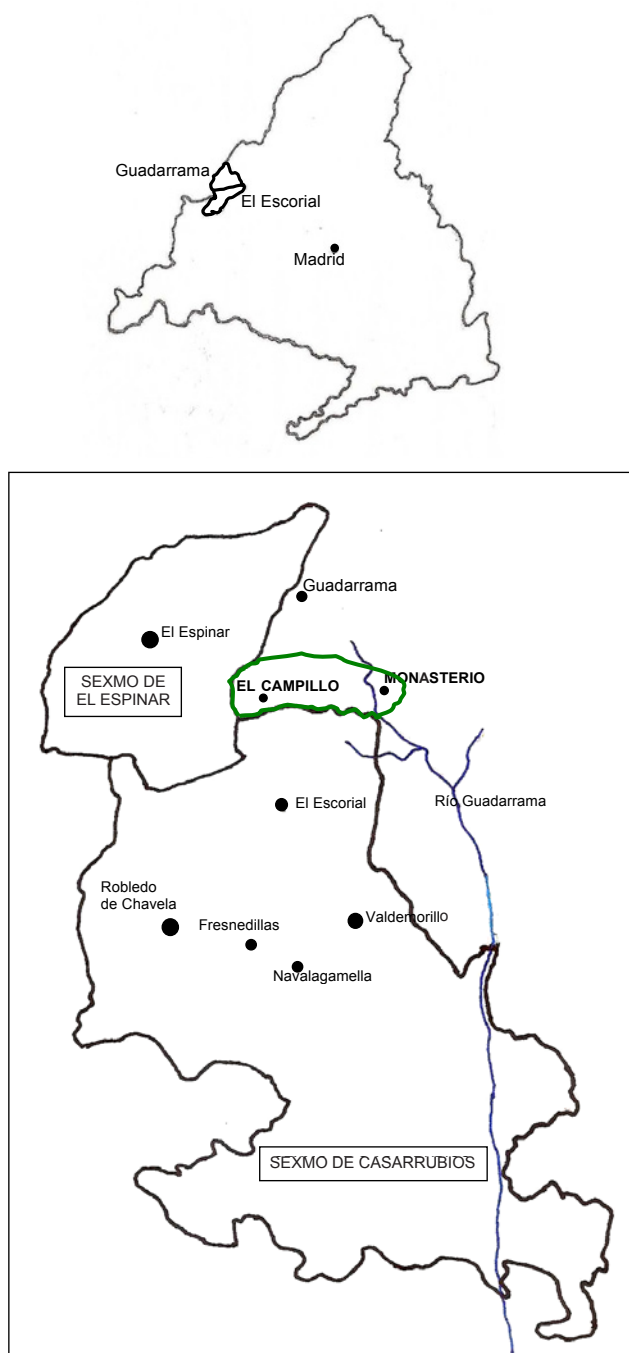 Guadarrama
El Escorial
Madrid
Guadarrama
El Espinar
SEXMO DE
EL ESPINAR
EL CAMPILLO
MONASTERIO
El Escorial
Río Guadarrama
Robledo
de Chavela
Fresnedillas
Valdemorillo
Navalagamella
SEXMO DE CASARRUBIOS